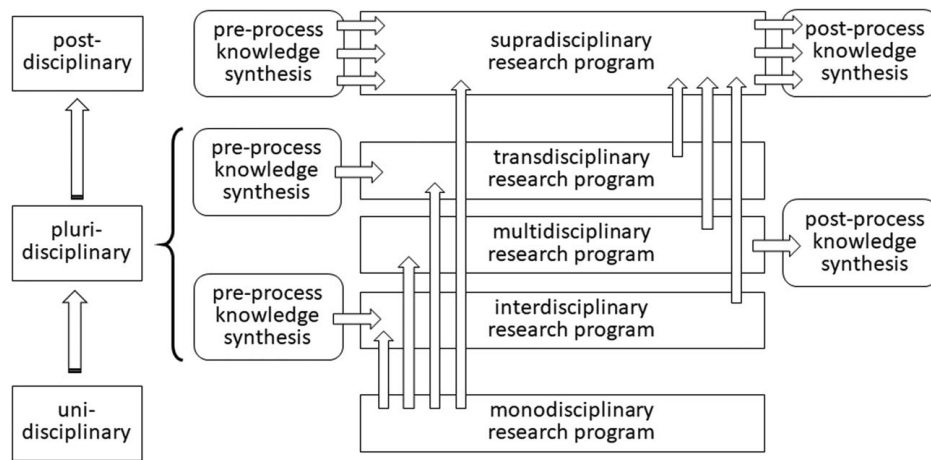 post-
disciplinary
pre-process
knowledge
synthesis
supradisciplinary
research program
post-process
knowledge
synthesis
pre-process
knowledge
synthesis
transdisciplinary
research program
pluri-
disciplinary
multidisciplinary
research program
post-process
knowledge
synthesis
pre-process
knowledge
synthesis
interdisciplinary
research program
uni-
disciplinary
monodisciplinary
research program